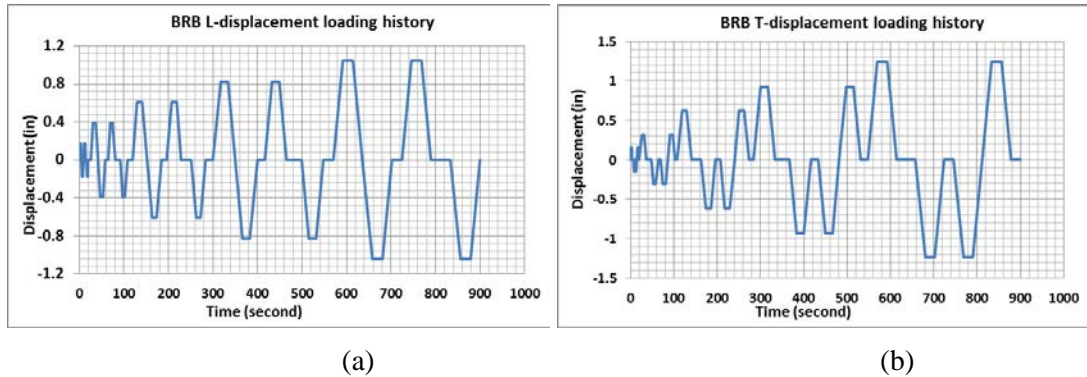 BRB L-displacement loading history
1.2
0.8
0.4
0
-0.4
-0.8
-1.2
Displacement (in)
0 100 200 300 400 500 600 700 800 900 1000
Time (second)
(a)
BRB T-displacement loading history
1.5
1
0.5
0
-0.5
-1
-1.5
Displacement (in)
0 100 200 300 400 500 600 700 800 900 1000
Time (second)
(b)